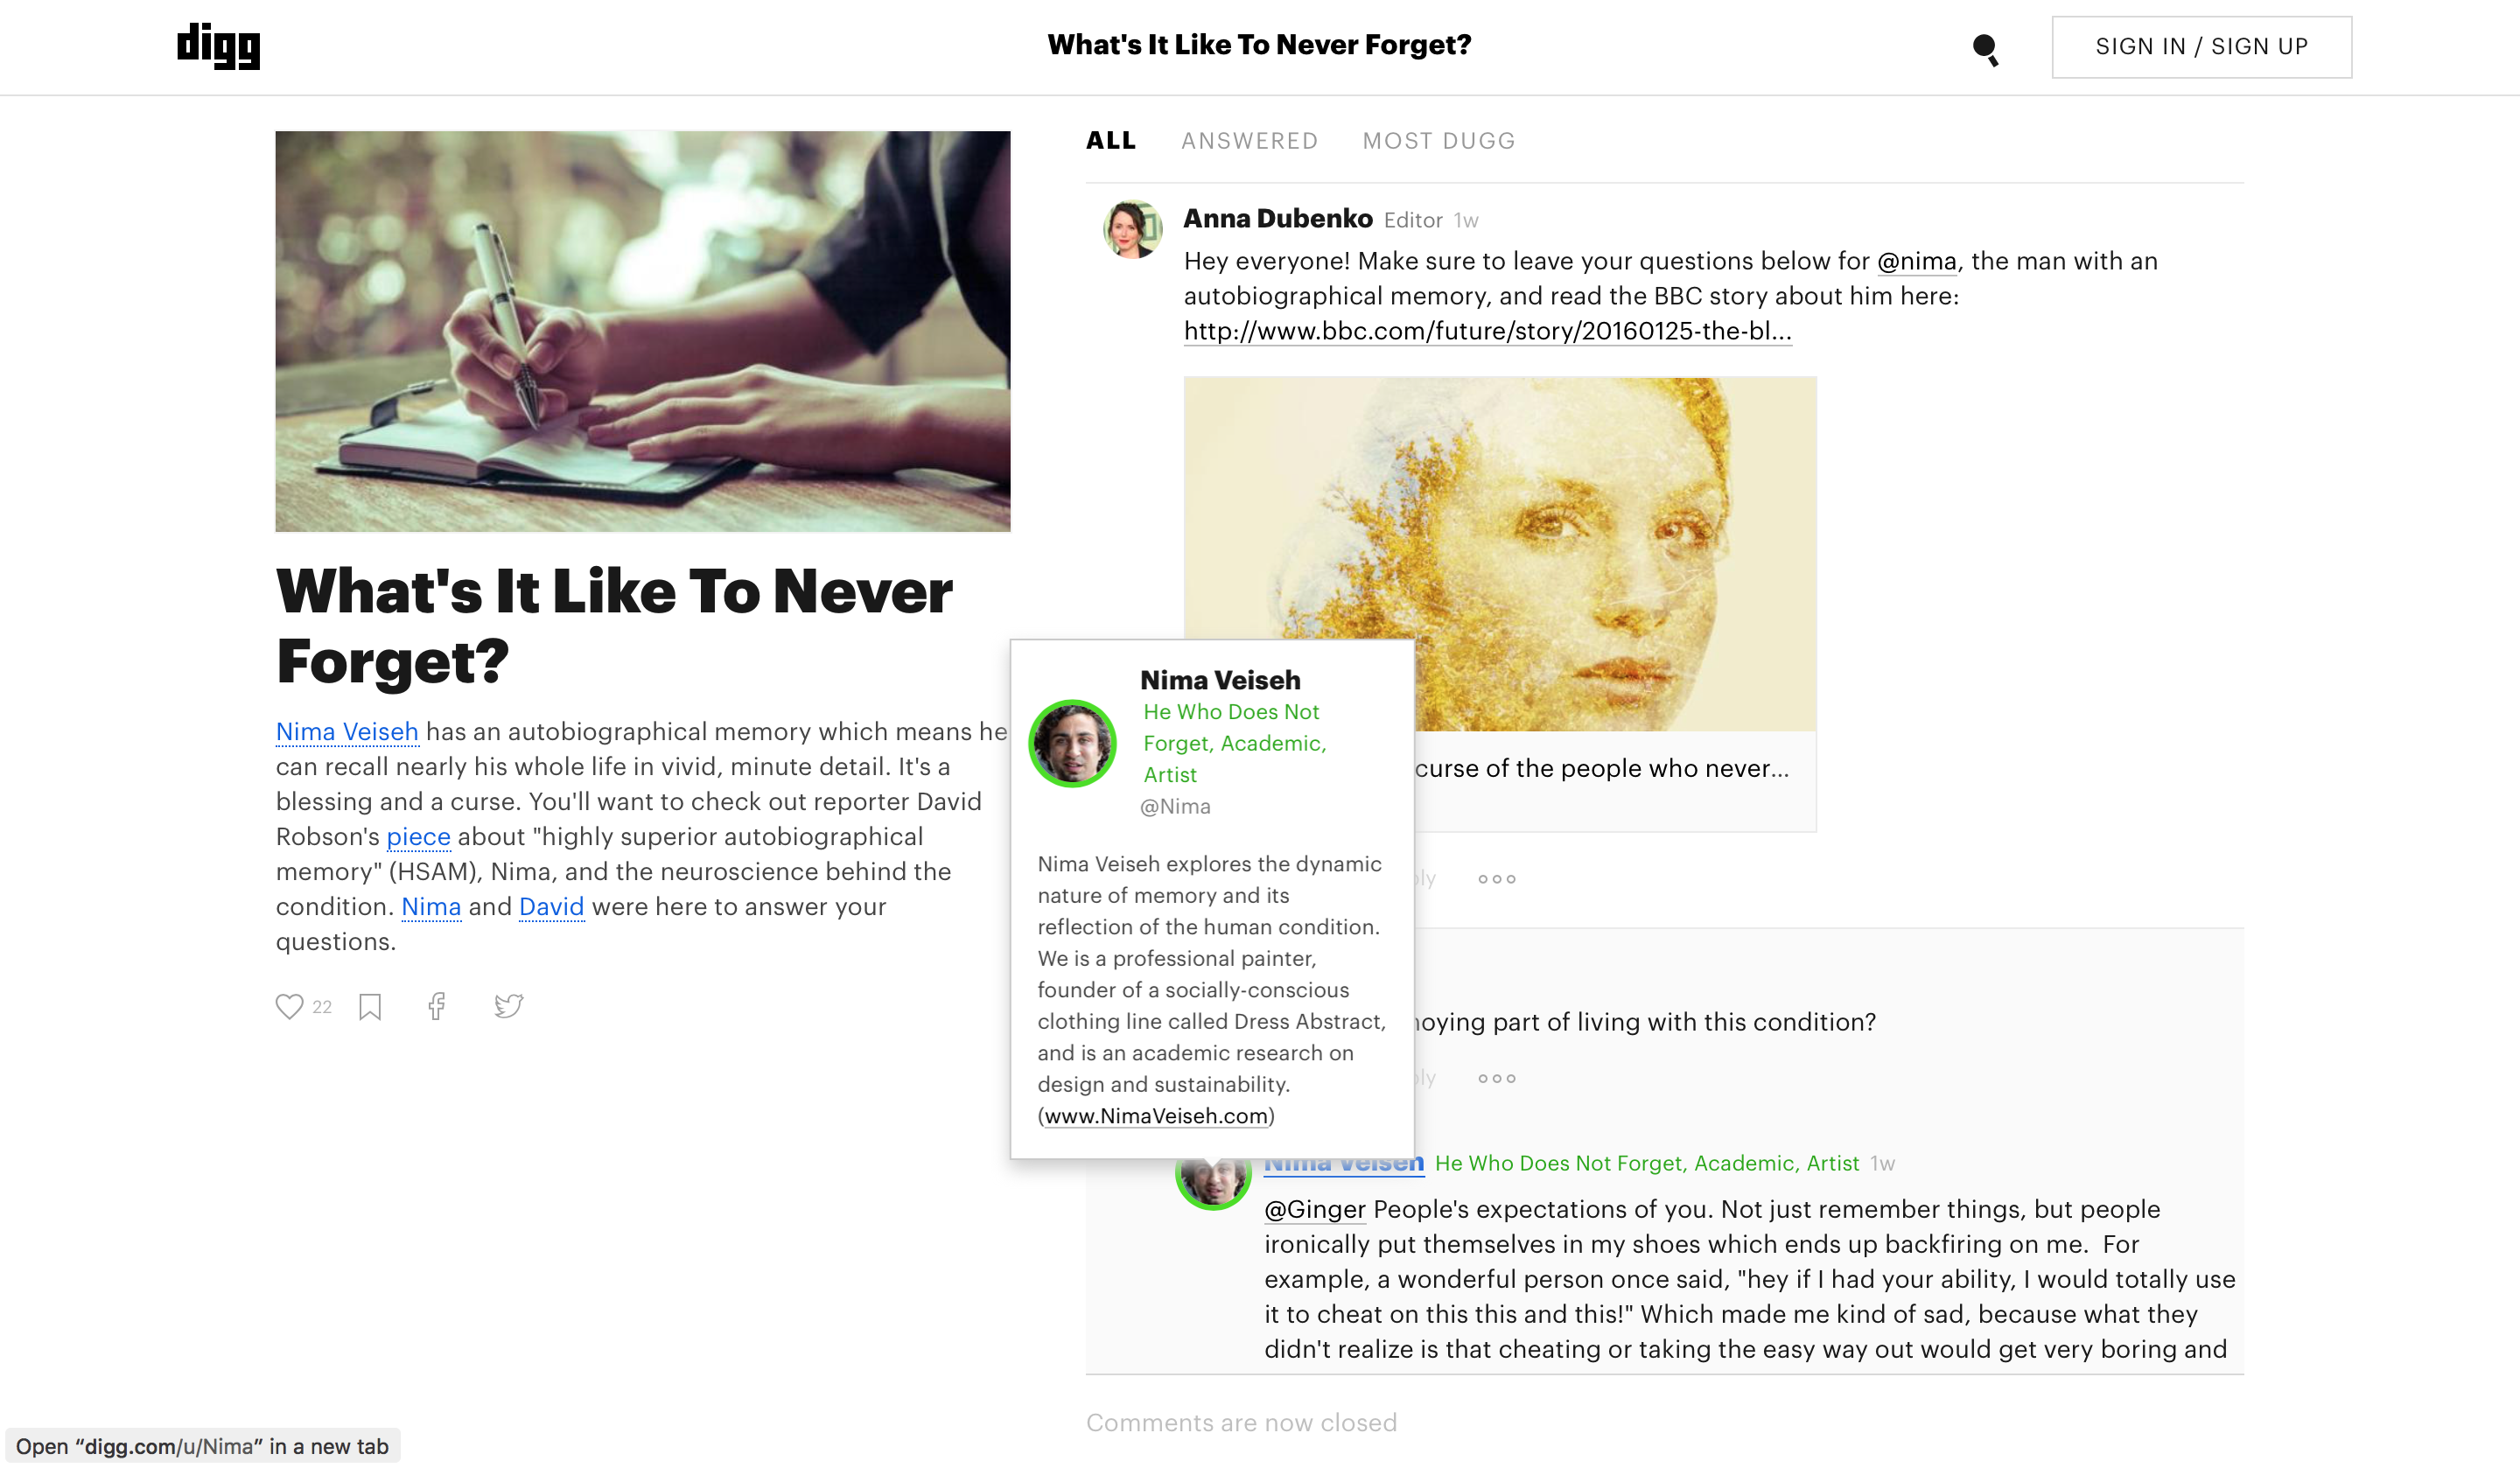 digg
What's It Like To Never Forget?
SIGN IN / SIGN UP
What's It Like To Never
Forget?
Nima Veiseh has an autobiographical memory which means he
can recall nearly his whole life in vivid, minute detail. It's a
blessing and a curse. You'll want to check out reporter David
Robson's piece about "highly superior autobiographical
memory" (HSAM), Nima, and the neuroscience behind the
condition. Nima and David were here to answer your
questions.
22
ALL ANSWERED MOST DUGG
Anna Dubenko Editor 1w
Hey everyone! Make sure to leave your questions below for @nima, the man with an
autobiographical memory, and read the BBC story about him here:
http://www.bbc.com/future/story/20160125-the-bl...
curse of the people who never...
Nima Veiseh
He Who Does Not
Forget, Academic,
Artist
@Nima
Nima Veiseh explores the dynamic
nature of memory and its
reflection of the human condition.
We is a professional painter,
founder of a socially-conscious
clothing line called Dress Abstract,
and is an academic research on
design and sustainability.
(www.NimaVeiseh.com)
part of living with this condition?
Nima Veiseh He Who Does Not Forget, Academic, Artist 1w
@Ginger People's expectations of you. Not just remember things, but people
ironically put themselves in my shoes which ends up backfiring on me. For
example, a wonderful person once said, "hey if I had your ability, I would totally use
it to cheat on this this and this!" Which made me kind of sad, because what they
didn't realize is that cheating or taking the easy way out would get very boring and
Comments are now closed
Open “digg.com/u/Nima” in a new tab